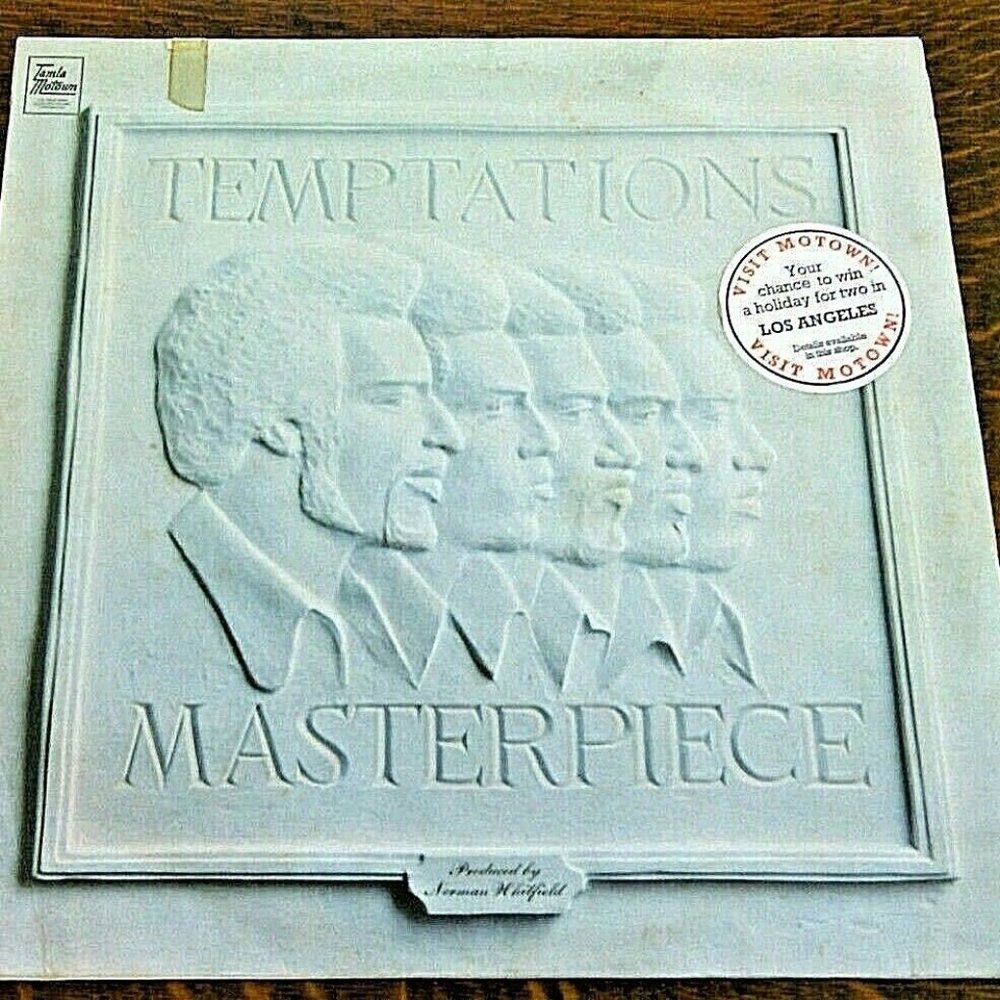 Tamla
Motown
TEMPTATIONS
VISIT MOTOWN!
Your
chance to win
a holiday for two in
LOS ANGELES
Details available
in this shop.
VISIT MOTOWN!
MASTERPIECE
Produced by
Norman Whitfield